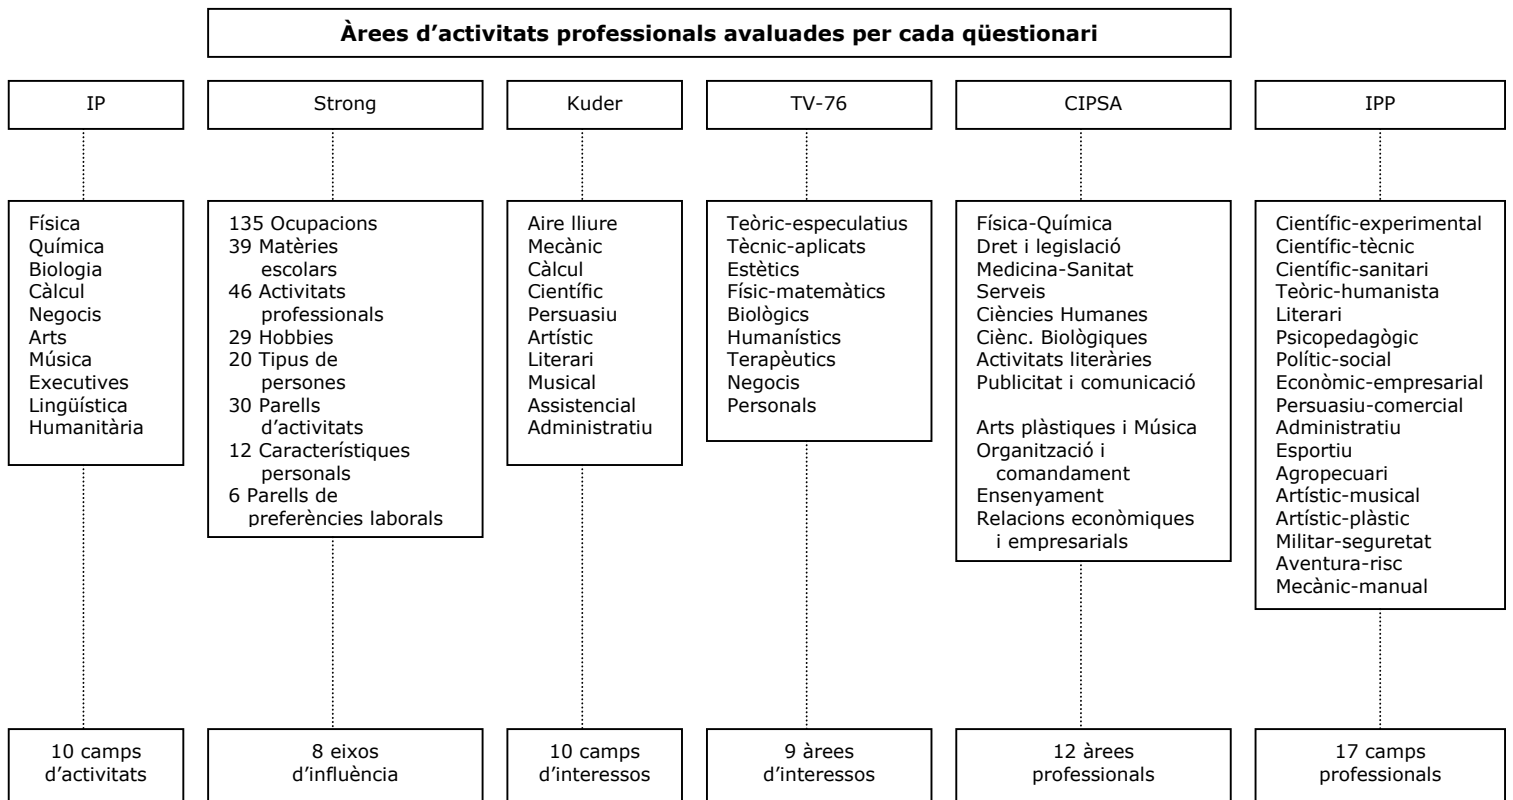 Àrees d’activitats professionals avaluades per cada qüestionari
IP
Strong
Kuder
TV-76
CIPSA
IPP
Física
Química
Biologia
Càlcul
Negocis
Arts
Música
Executives
Lingüística
Humanitària
135 Ocupacions
39 Matèries
escolars
46 Activitats
professionals
29 Hobbies
20 Tipus de
persones
30 Parells
d’activitats
12 Característiques
personals
6 Parells de
preferències laborals
Aire lliure
Mecànic
Càlcul
Científic
Persuasiu
Artístic
Literari
Musical
Assistencial
Administratiu
Teòric-especulatius
Tècnic-aplicats
Estètics
Físic-matemàtics
Biològics
Humanístics
Terapèutics
Negocis
Personals
Física-Química
Dret i legislació
Medicina-Sanitat
Serveis
Ciències Humanes
Ciènc. Biològiques
Activitats literàries
Publicitat i comunicació
Arts plàstiques i Música
Organització i
comandament
Ensenyament
Relacions econòmiques
i empresarials
Científic-experimental
Científic-tècnic
Científic-sanitari
Teòric-humanista
Literari
Psicopedagògic
Polític-social
Econòmic-empresarial
Persuasiu-comercial
Administratiu
Esportiu
Agropecuari
Artístic-musical
Artístic-plàstic
Militar-seguretat
Aventura-risc
Mecànic-manual
10 camps
d’activitats
8 eixos
d’influència
10 camps
d’interessos
9 àrees
d’interessos
12 àrees
professionals
17 camps
professionals